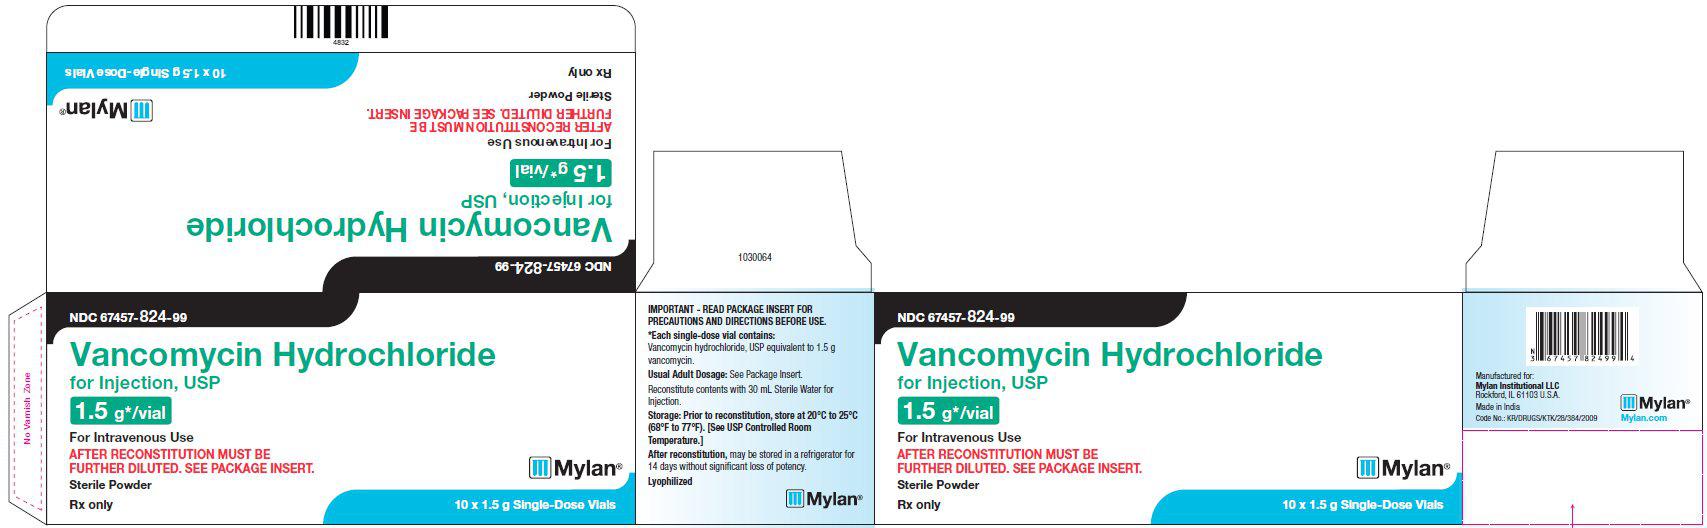 4832
10 x 1.5 g Single-Dose Vials
Rx only
Mylan®
Sterile Powder
AFTER RECONSTITUTION MUST BE
FURTHER DILUTED. SEE PACKAGE INSERT.
For Intravenous Use
1.5 g*/vial
for Injection, USP
Vancomycin Hydrochloride
NDC 67457-824-99
No Varnish Zone
NDC 67457-824-99
Vancomycin Hydrochloride
for Injection, USP
1.5 g*/vial
For Intravenous Use
AFTER RECONSTITUTION MUST BE
FURTHER DILUTED. SEE PACKAGE INSERT.
Sterile Powder
Rx only
Mylan®
10 x 1.5 g Single-Dose Vials
1030064
IMPORTANT - READ PACKAGE INSERT FOR
PRECAUTIONS AND DIRECTIONS BEFORE USE.
*Each single-dose vial contains:
Vancomycin hydrochloride, USP equivalent to 1.5 g
vancomycin.
Usual Adult Dosage: See Package Insert.
Reconstitute contents with 30 mL Sterile Water for
Injection.
Storage: Prior to reconstitution, store at 20°C to 25°C
(68°F to 77°F). [See USP Controlled Room
Temperature.]
After reconstitution, may be stored in a refrigerator for
14 days without significant loss of potency.
Lyophilized
Mylan®
NDC 67457-824-99
Vancomycin Hydrochloride
for Injection, USP
1.5 g*/vial
For Intravenous Use
AFTER RECONSTITUTION MUST BE
FURTHER DILUTED. SEE PACKAGE INSERT.
Sterile Powder
Rx only
Mylan®
10 x 1.5 g Single-Dose Vials
N
3 67457 82499 4
Manufactured for:
Mylan Institutional LLC
Rockford, IL 61103 U.S.A.
Made in India
Code No.: KR/DRUGS/KTK/28/384/2009
Mylan®
Mylan.com